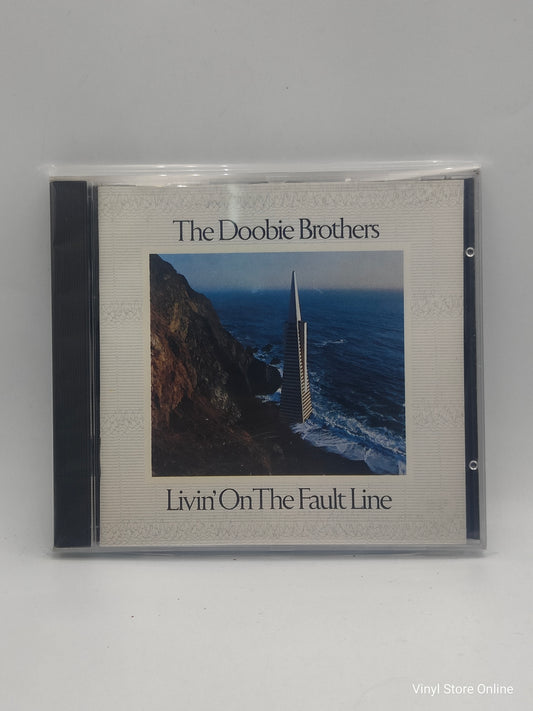 The Doobie Brothers
Livin' On The Fault Line
Vinyl Store Online